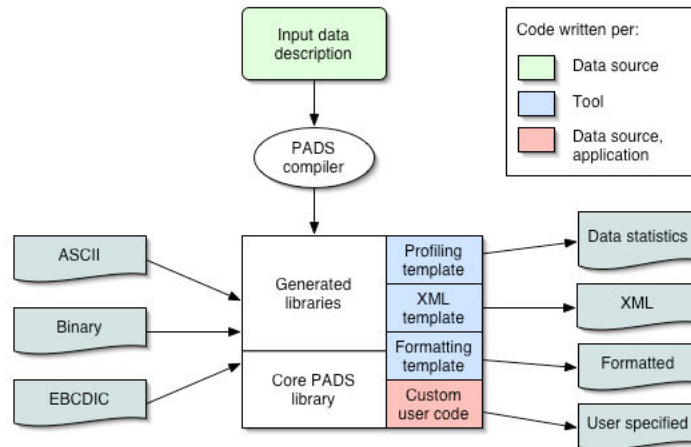 Input data
description
Code written per:
Data source
Tool
Data source,
application
PADS
compiler
ASCII
Binary
EBCDIC
Generated
libraries
Core PADS
library
Profiling
template
XML
template
Formatting
template
Custom
user code
Data statistics
XML
Formatted
User specified